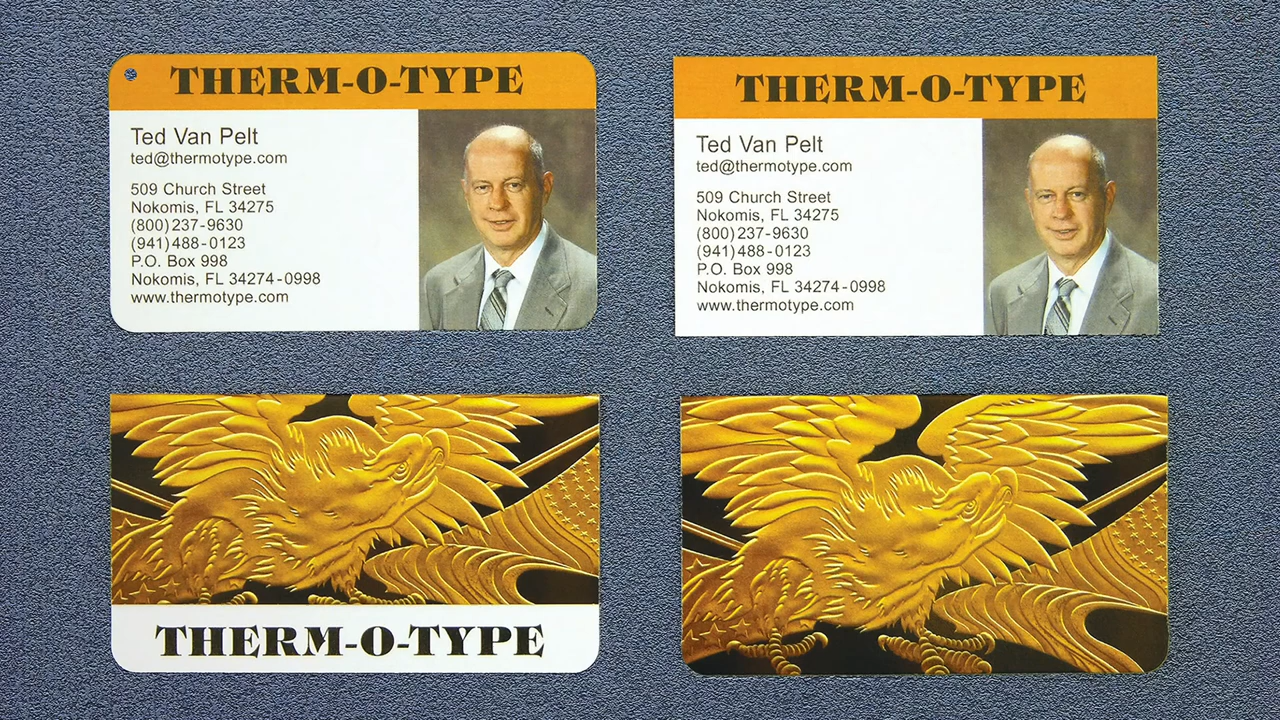 THERM-O-TYPE
Ted Van Pelt
ted@thermotype.com
509 Church Street
Nokomis, FL 34275
(800) 237-9630
(941) 488-0123
P.O. Box 998
Nokomis, FL 34274-0998
www.thermotype.com
THERM-O-TYPE
Ted Van Pelt
ted@thermotype.com
509 Church Street
Nokomis, FL 34275
(800) 237-9630
(941) 488-0123
P.O. Box 998
Nokomis, FL 34274-0998
www.thermotype.com
THERM-O-TYPE